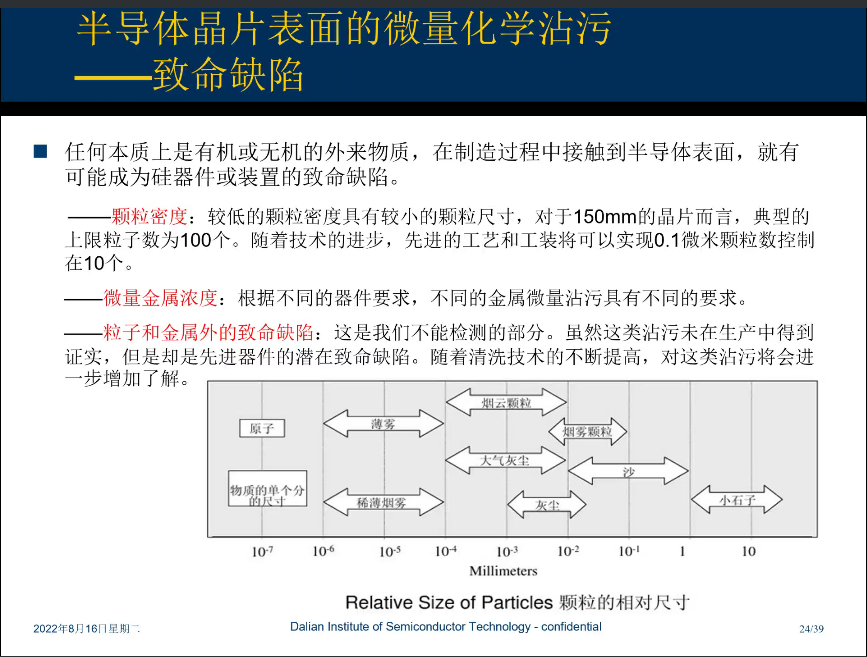 半导体晶片表面的微量化学沾污
——致命缺陷
任何本质上是有机或无机的外来物质，在制造过程中接触到半导体表面，就有
可能成为硅器件或装置的致命缺陷。
——颗粒密度：较低的颗粒密度具有较小的颗粒尺寸，对于150mm的晶片而言，典型的
上限粒子数为100个。随着技术的进步，先进的工艺和工装将可以实现0.1微米颗粒数控制
在10个。
——微量金属浓度：根据不同的器件要求，不同的金属微量沾污具有不同的要求。
——粒子和金属外的致命缺陷：这是我们不能检测的部分。虽然这类沾污未在生产中得到
证实，但是却是先进器件的潜在致命缺陷。随着清洗技术的不断提高，对这类沾污将会进
一步增加了解。
烟云颗粒
原子
薄雾
烟雾颗粒
大气灰尘
沙
物质的单个分
的尺寸
稀薄烟雾
灰尘
小石子
10-7 10-6 10-5 10-4 10-3 10-2 10-1 1 10
Millimeters
Relative Size of Particles 颗粒的相对尺寸
2022年8月16日星期二
Dalian Institute of Semiconductor Technology - confidential
24/39